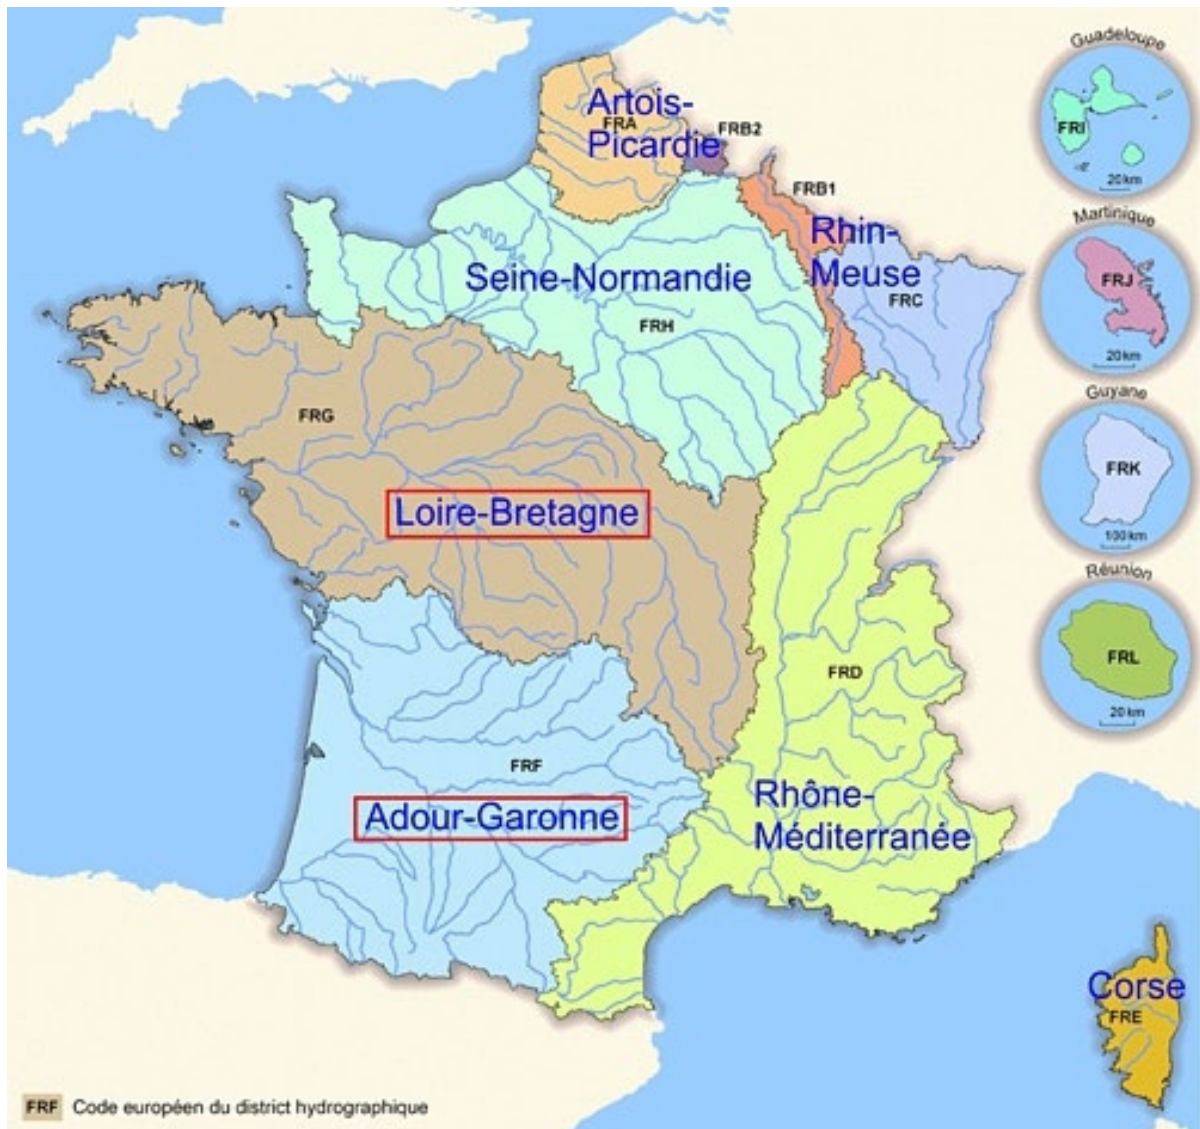 Guadeloupe
FRI
20 km
Artois-
FRA
Picardie
FRB2
FRB1
Rhin-
Meuse
FRC
Martinique
FRJ
20 km
Seine-Normandie
FRH
FRG
Guyane
FRK
100 km
Loire-Bretagne
Réunion
FRL
20 km
FRD
FRF
Adour-Garonne
Rhône-
Méditerranée
Corse
FRE
FRF Code européen du district hydrographique